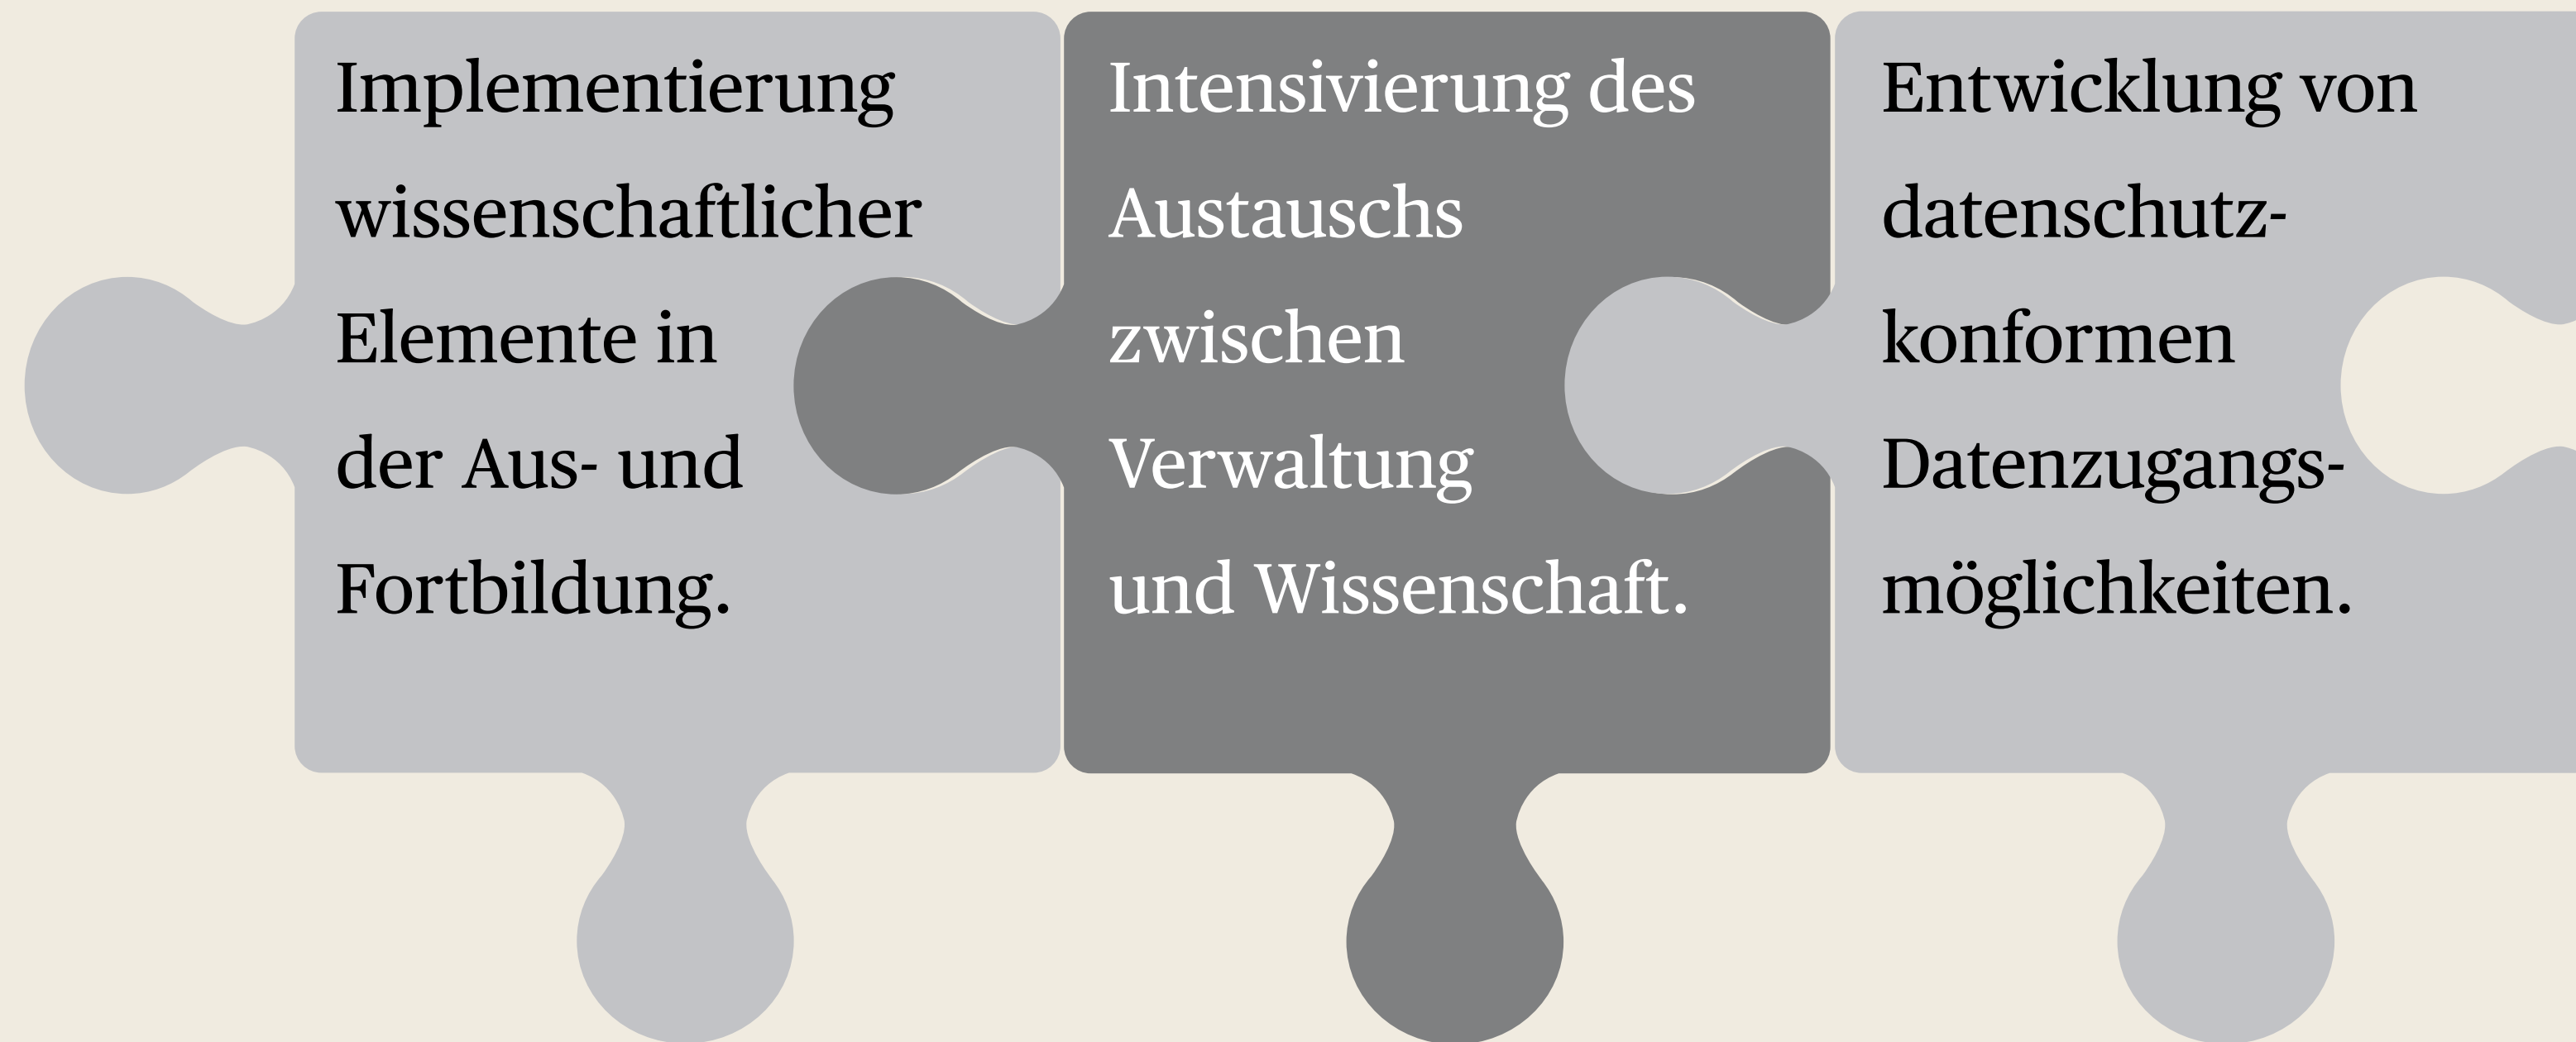 Implementierung
wissenschaftlicher
Elemente in
der Aus- und
Fortbildung.
Intensivierung des
Austauschs
zwischen
Verwaltung
und Wissenschaft.
Entwicklung von
datenschutz-
konformen
Datenzugangs-
möglichkeiten.